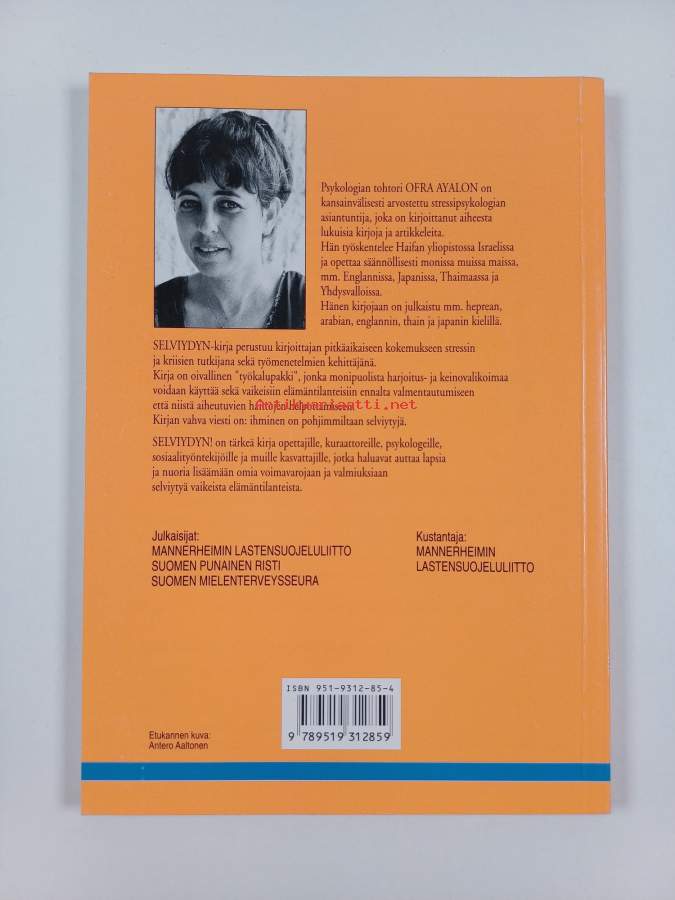 Psykologian tohtori OFRA AYALON on
kansainvälisesti arvostettu stressipsykologian
asiantuntija, joka on kirjoittanut aiheesta
lukuisia kirjoja ja artikkeleita.
Hän työskentelee Haifan yliopistossa Israelissa
ja opettaa säännöllisesti monissa muissa maissa,
mm. Englannissa, Japanissa, Thaimaassa ja
Yhdysvalloissa.
Hänen kirjojaan on julkaistu mm. heprean,
arabian, englannin, thain ja japanin kielillä.
SELVIYDYN-kirja perustuu kirjoittajan pitkäaikaiseen kokemukseen stressin
ja kriisien tutkijana sekä työmenetelmien kehittäjänä.
Kirja on oivallinen "työkalupakki", jonka monipuolista harjoitus- ja keinovalikoimaa
voidaan käyttää sekä vaikeisiin elämäntilanteisiin ennalta valmentautumiseen
että niistä aiheutuvien haittojen helpottamiseen.
Antikvariaatti.net
Kirjan vahva viesti on: ihminen on pohjimmiltaan selviytyjä.
SELVIYDYN! on tärkeä kirja opettajille, kuraattoreille, psykologeille,
sosiaalityöntekijöille ja muille kasvattajille, jotka haluavat auttaa lapsia
ja nuoria lisäämään omia voimavarojaan ja valmiuksiaan
selviytyä vaikeista elämäntilanteista.
Julkaisijat:
MANNERHEIMIN LASTENSUOJELULIITTO
SUOMEN PUNAINEN RISTI
SUOMEN MIELENTERVEYSSEURA
Kustantaja:
MANNERHEIMIN
LASTENSUOJELULIITTO
ISBN 951-9312-85-4
9 789519 312859
Etukannen kuva:
Antero Aaltonen